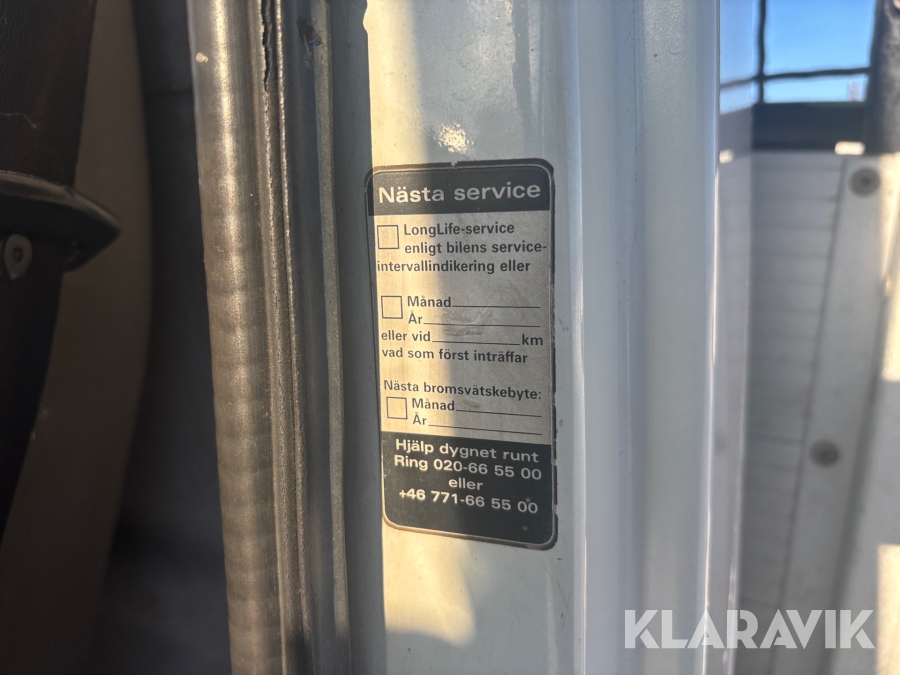 Nästa service
LongLife-service
enligt bilens service-
intervallindikering eller
Månad
År
eller vid km
vad som först inträffar
Nästa bromsvätskebyte:
Månad
År
Hjälp dygnet runt
Ring 020-66 55 00
eller
+46 771-66 55 00
KLARAVIK